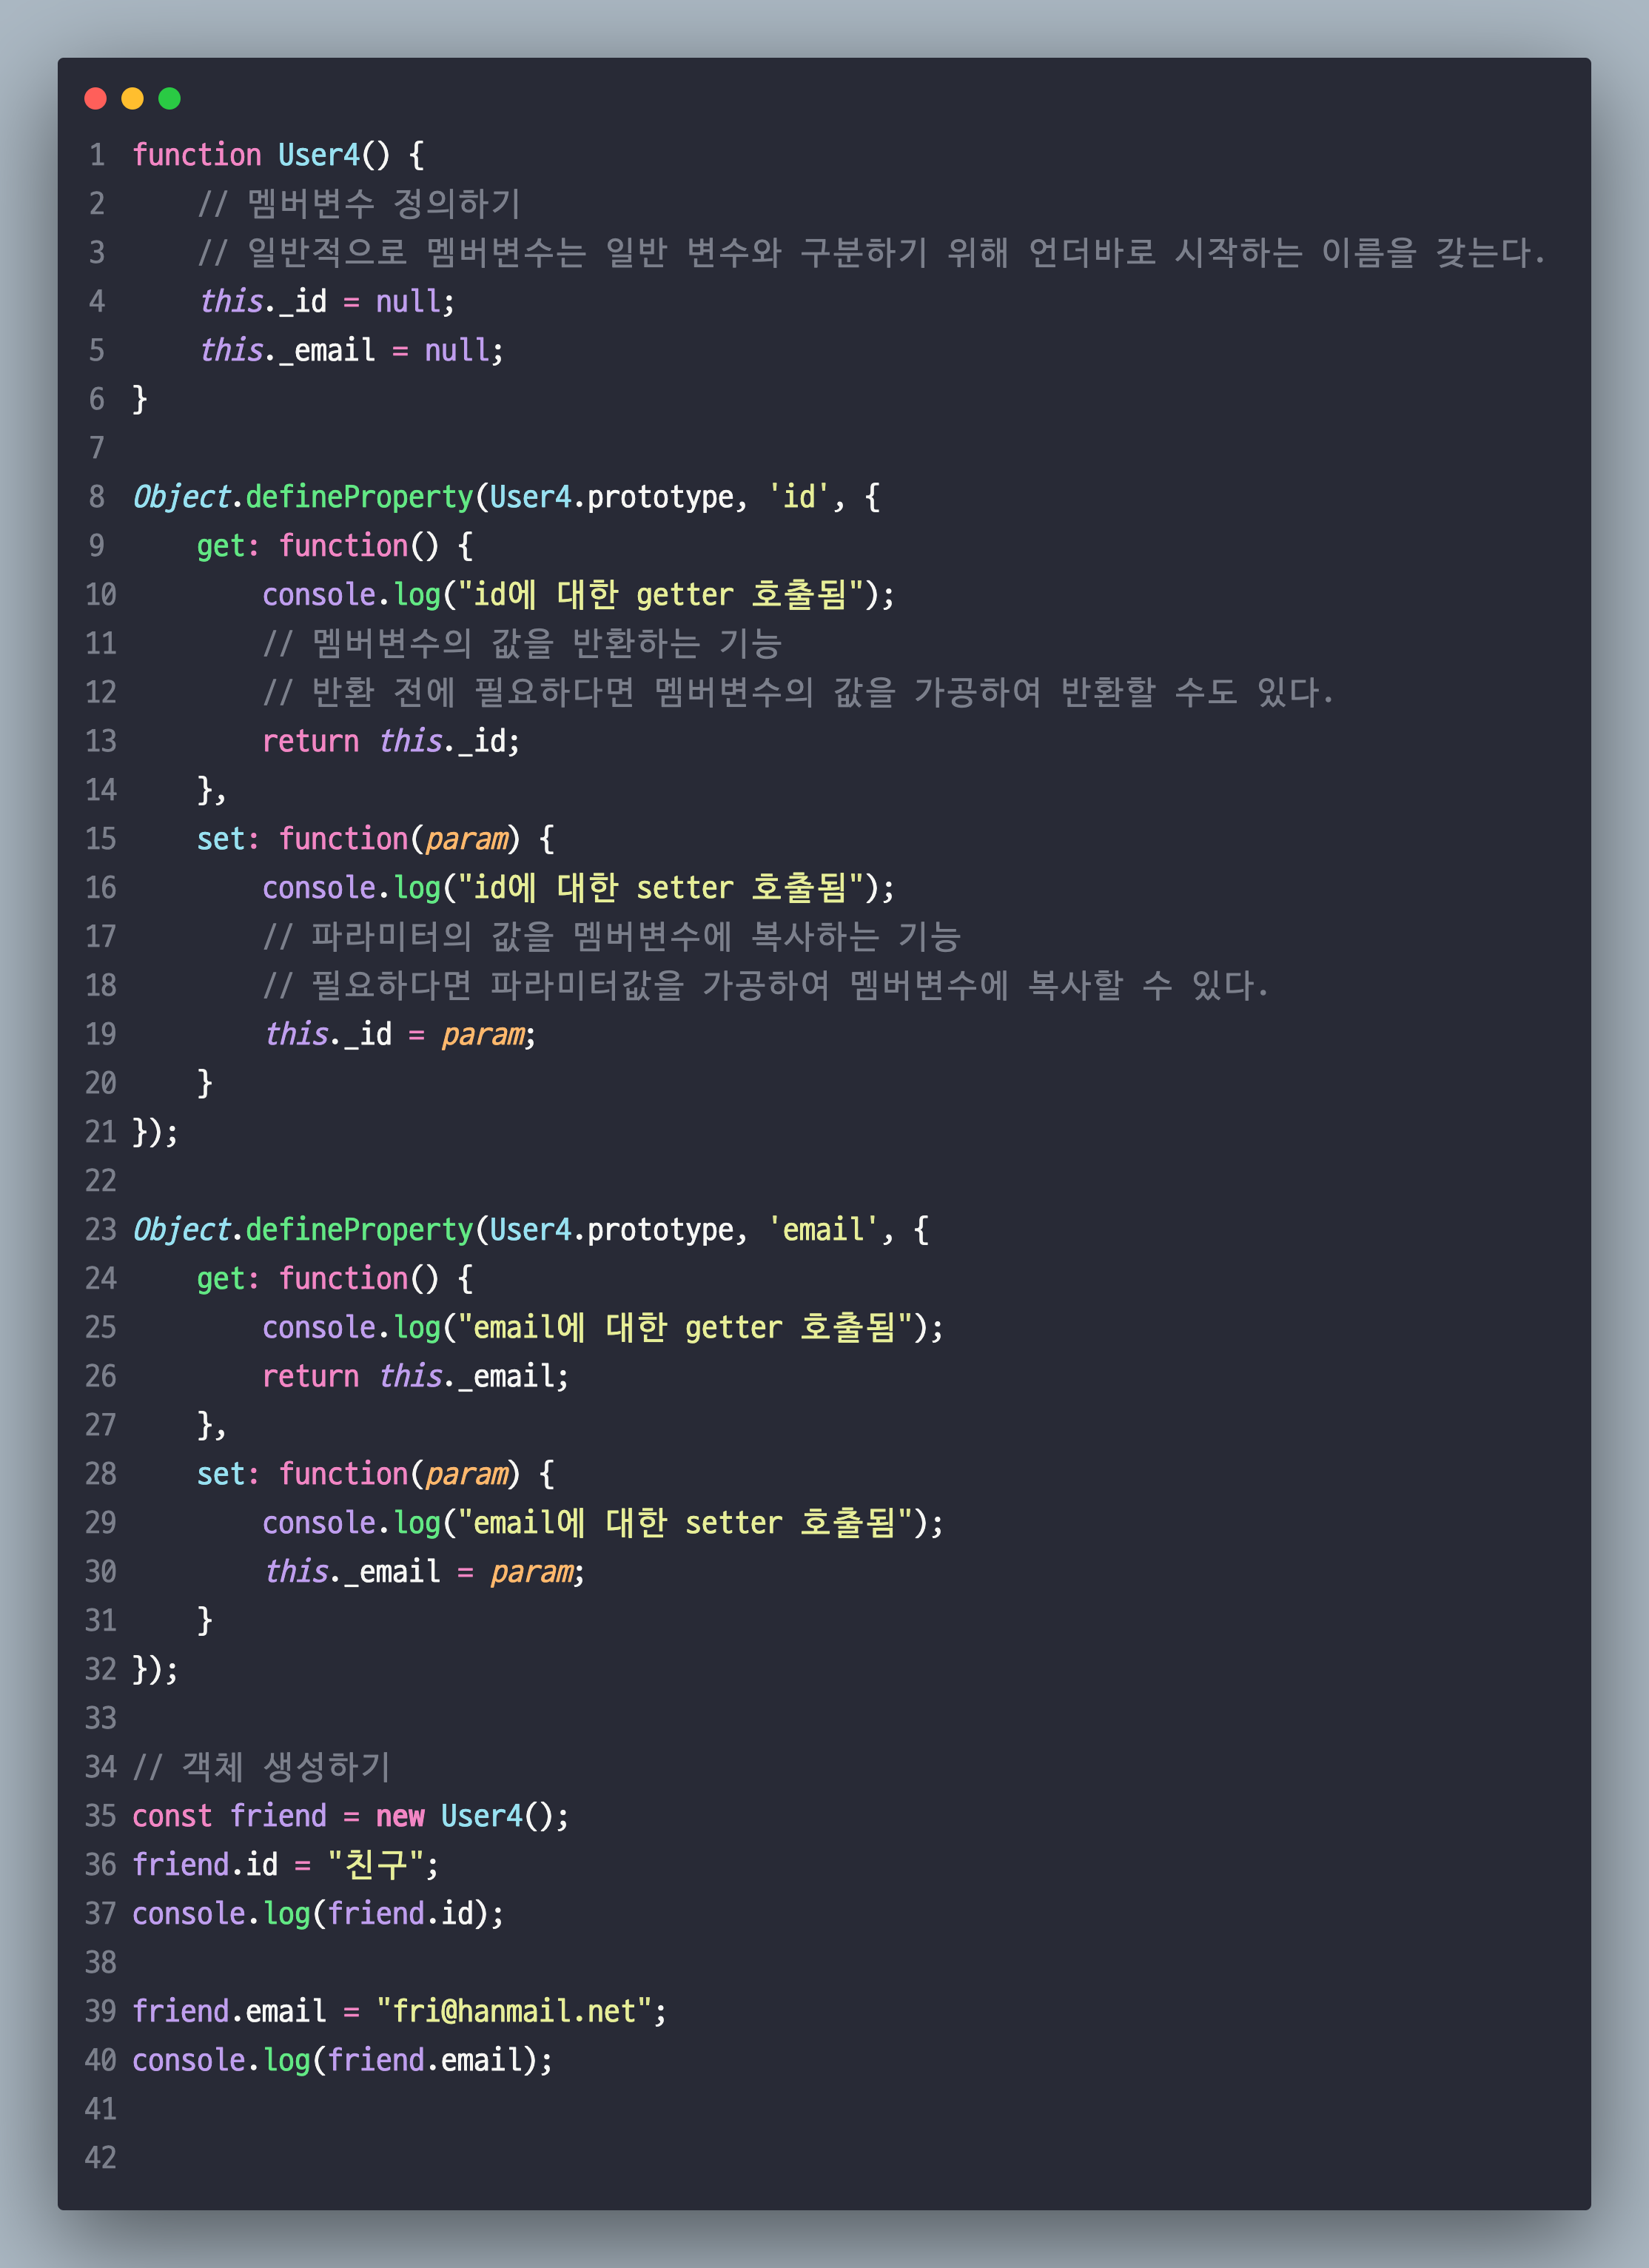 1 function User4() {
2     // 멤버변수 정의하기
3     // 일반적으로 멤버변수는 일반 변수와 구분하기 위해 언더바로 시작하는 이름을 갖는다.
4     this._id = null;
5     this._email = null;
6 }
7
8 Object.defineProperty(User4.prototype, 'id', {
9     get: function() {
10         console.log("id에 대한 getter 호출됨");
11         // 멤버변수의 값을 반환하는 기능
12         // 반환 전에 필요하다면 멤버변수의 값을 가공하여 반환할 수도 있다.
13         return this._id;
14     },
15     set: function(param) {
16         console.log("id에 대한 setter 호출됨");
17         // 파라미터의 값을 멤버변수에 복사하는 기능
18         // 필요하다면 파라미터값을 가공하여 멤버변수에 복사할 수 있다.
19         this._id = param;
20     }
21 });
22
23 Object.defineProperty(User4.prototype, 'email', {
24     get: function() {
25         console.log("email에 대한 getter 호출됨");
26         return this._email;
27     },
28     set: function(param) {
29         console.log("email에 대한 setter 호출됨");
30         this._email = param;
31     }
32 });
33
34 // 객체 생성하기
35 const friend = new User4();
36 friend.id = "친구";
37 console.log(friend.id);
38
39 friend.email = "fri@hanmail.net";
40 console.log(friend.email);
41
42